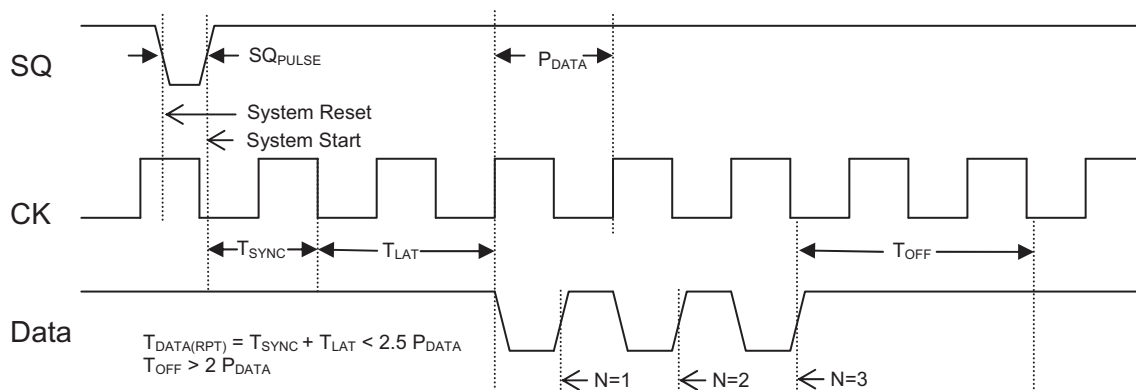 SQ
SQPULSE
PDATA
System Reset
System Start
CK
TSYNC
TLAT
TOFF
Data
TDATA(RPT) = TSYNC + TLAT < 2.5 PDATA
TOFF > 2 PDATA
N=1
N=2
N=3